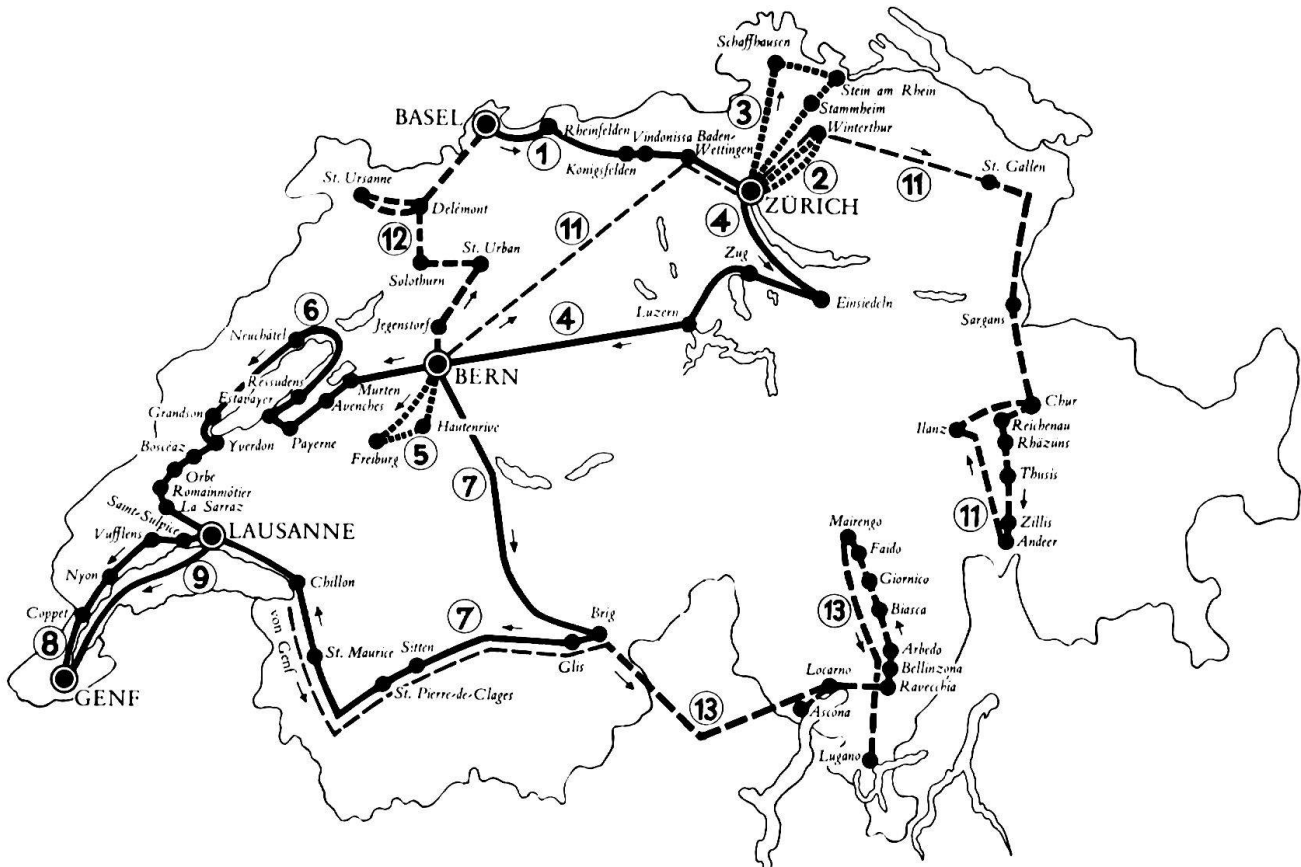 Schaffhausen
Stein am Rhein
3
Stammheim
BASEL
Rheinfelden
Vindonissa
Baden-
Wettingen
Winterthur
1
Königsfelden
2
11
St. Gallen
St. Ursanne
Delémont
ZÜRICH
4
12
11
St. Urban
Solothurn
Zug
Einsiedeln
6
4
Luzern
Sargans
Neuchâtel
Jegenstorf
BERN
Ressudens
Estavayer
Murten
Avenches
Grandson
Payerne
Yverdon
Hauterive
Freiburg
5
Chur
Ilanz
Reichenau
Rhäzuns
Boscéaz
Orbe
Romainmôtier
La Sarraz
7
Thusis
11
Zillis
Andeer
Saint-Sulpice
Vufflens
LAUSANNE
Mairengo
Faido
Nyon
9
Chillon
Giornico
Coppet
13
Biasca
8
von Genf
7
Brig
St. Maurice
Sitten
Glis
Arbedo
Bellinzona
Locarno
Ravecchia
GENF
St. Pierre-de-Clages
13
Ascona
Lugano